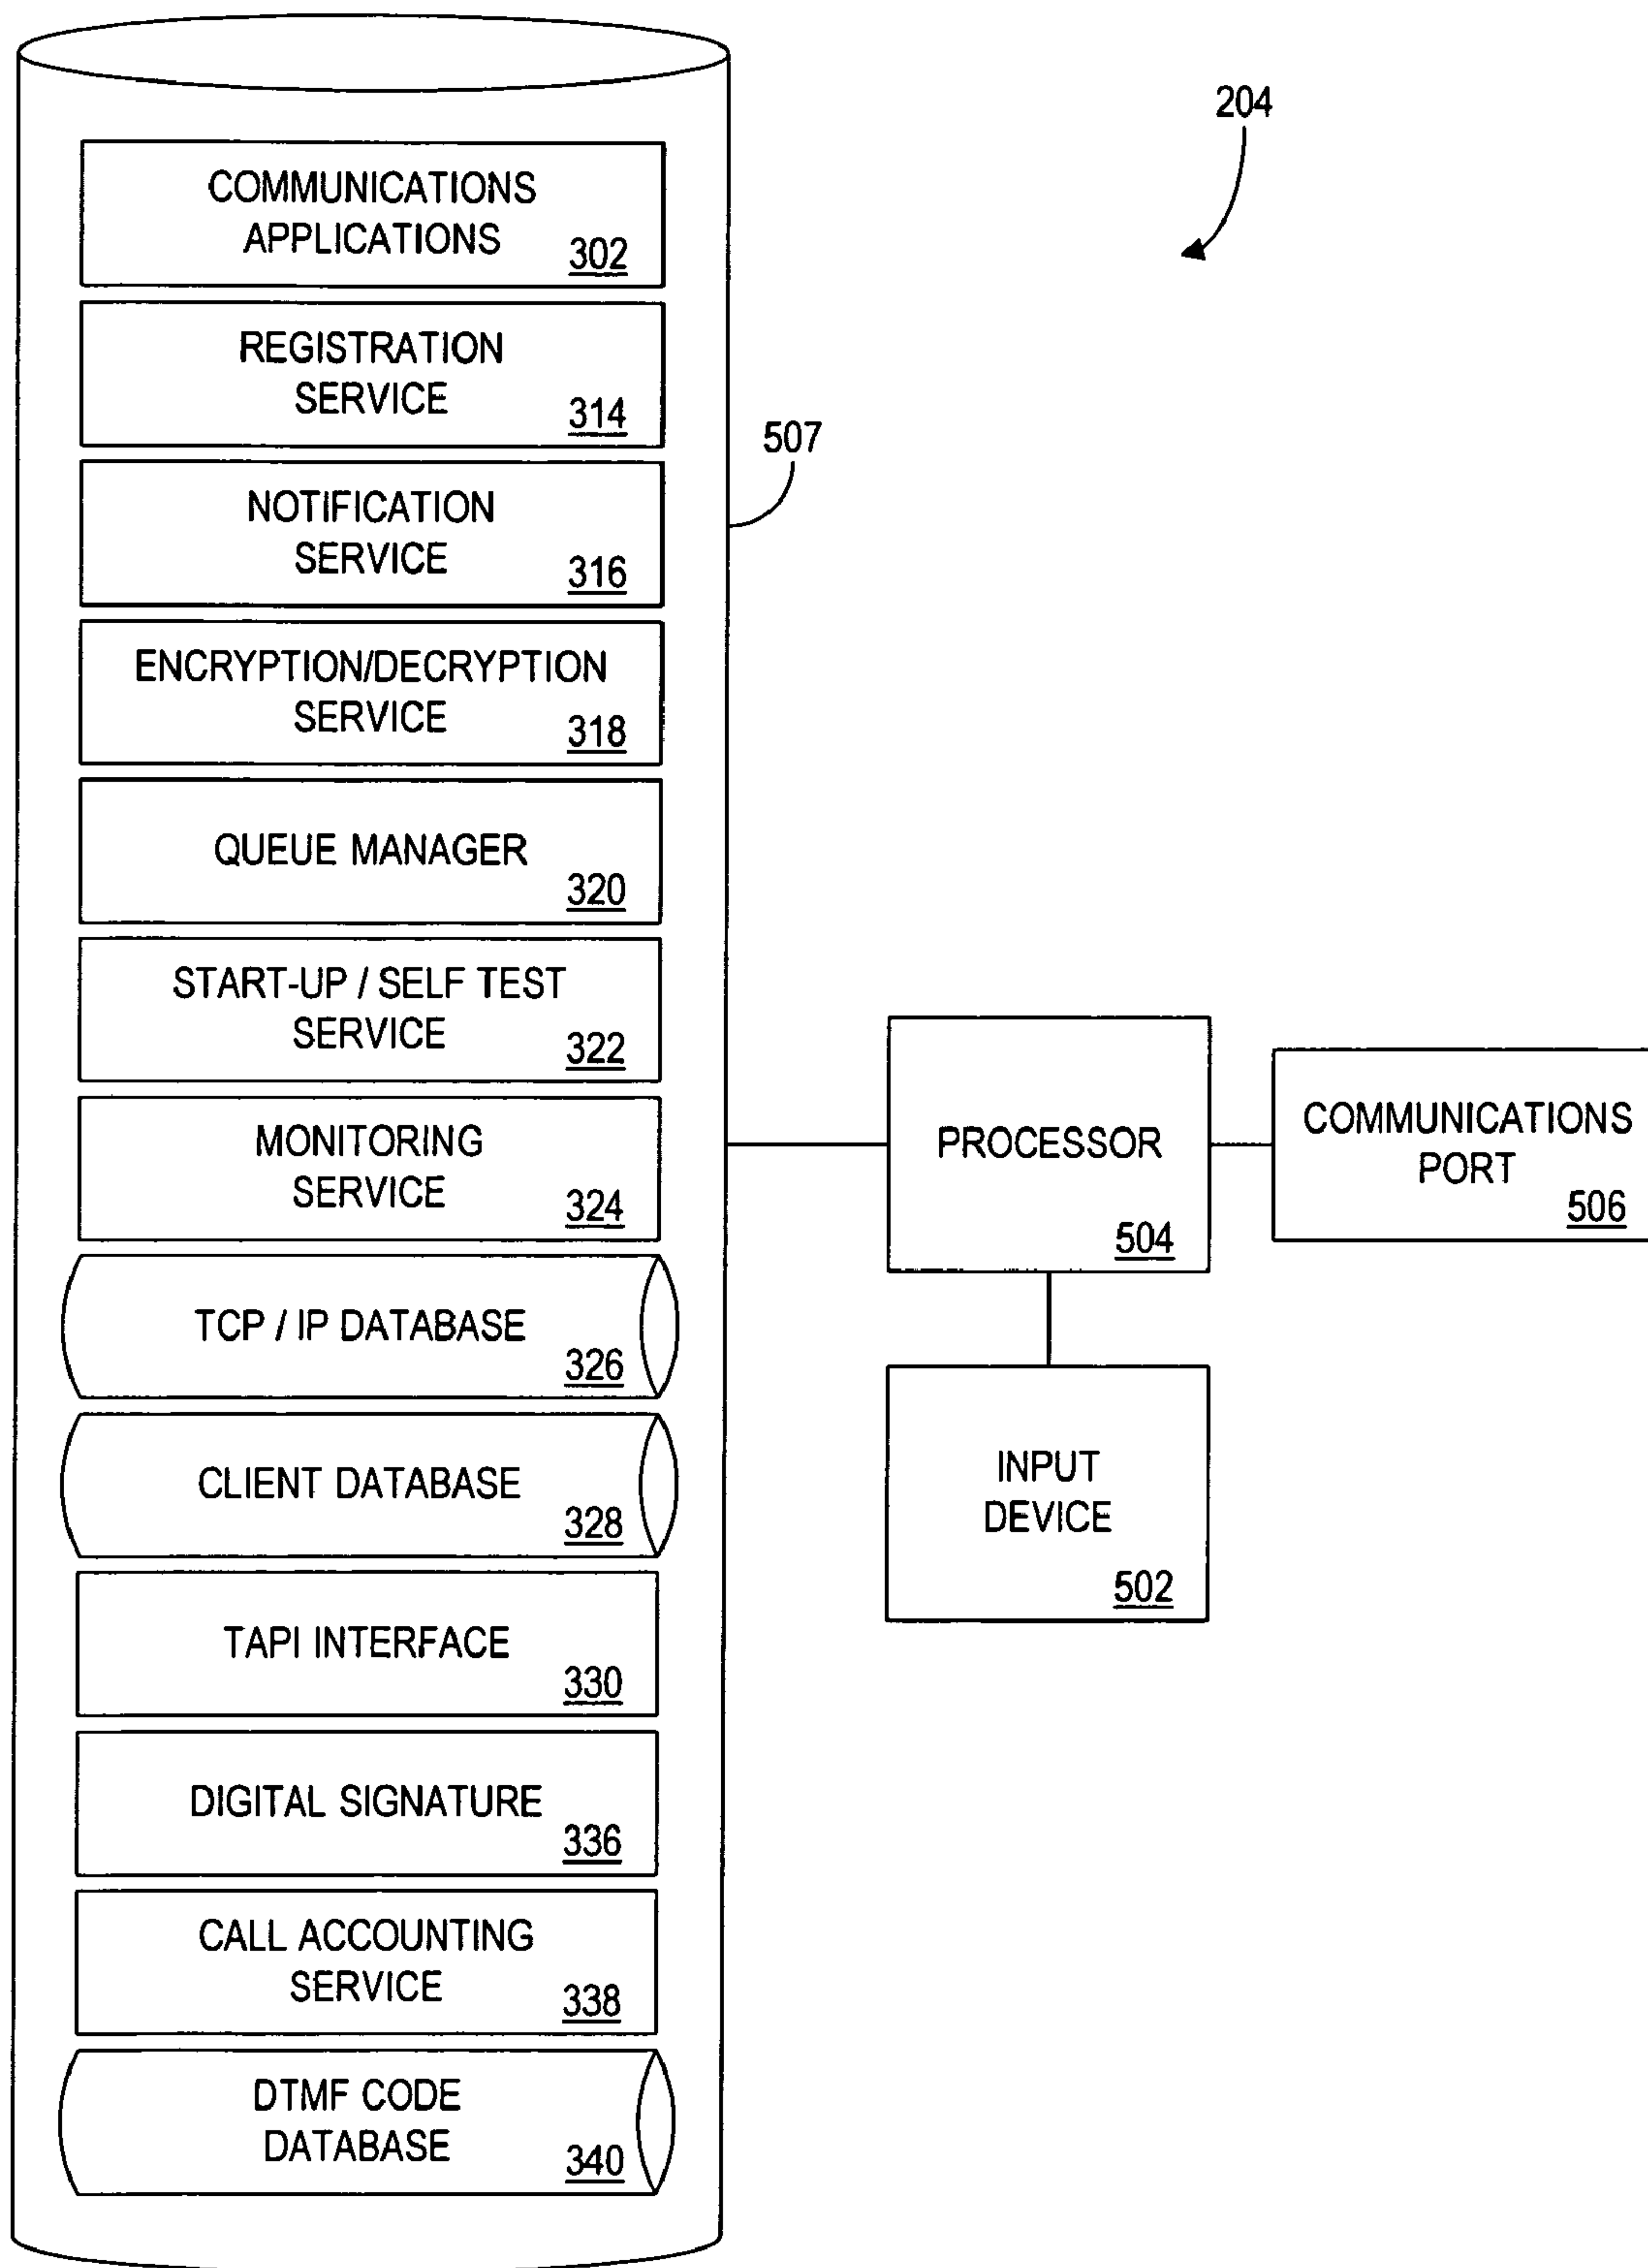 204
COMMUNICATIONS
APPLICATIONS
302
REGISTRATION
SERVICE
314
507
NOTIFICATION
SERVICE
316
ENCRYPTION/DECRYPTION
SERVICE
318
QUEUE MANAGER
320
START-UP / SELF TEST
SERVICE
322
MONITORING
SERVICE
324
TCP / IP DATABASE
326
CLIENT DATABASE
328
TAPI INTERFACE
330
DIGITAL SIGNATURE
336
CALL ACCOUNTING
SERVICE
338
DTMF CODE
DATABASE
340
PROCESSOR
504
COMMUNICATIONS
PORT
506
INPUT
DEVICE
502